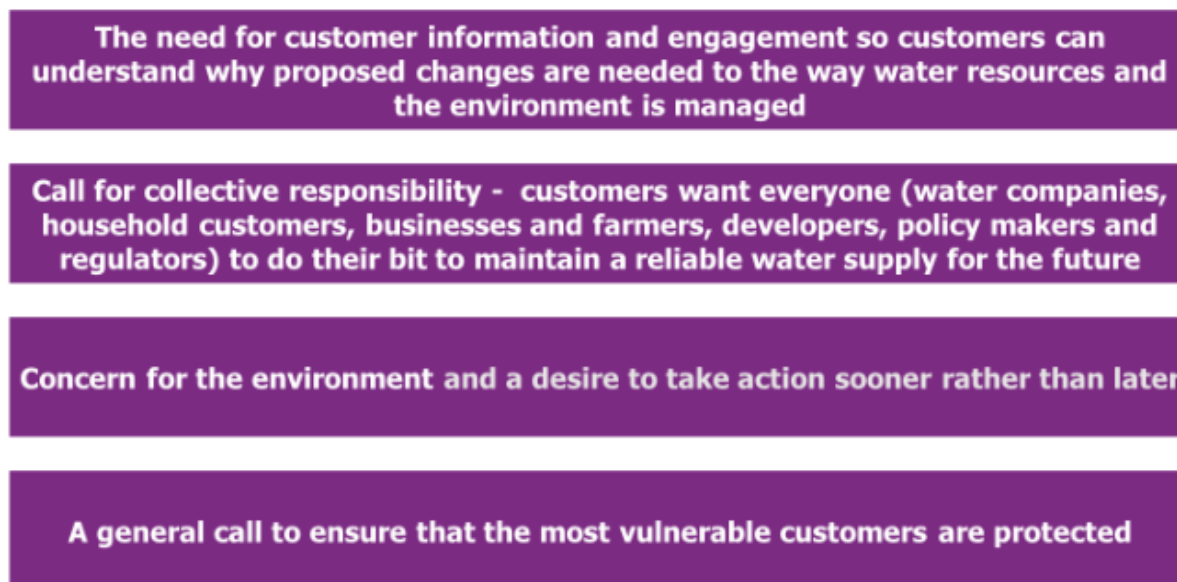 The need for customer information and engagement so customers can
understand why proposed changes are needed to the way water resources and
the environment is managed
Call for collective responsibility - customers want everyone (water companies,
household customers, businesses and farmers, developers, policy makers and
regulators) to do their bit to maintain a reliable water supply for the future
Concern for the environment and a desire to take action sooner rather than later
A general call to ensure that the most vulnerable customers are protected